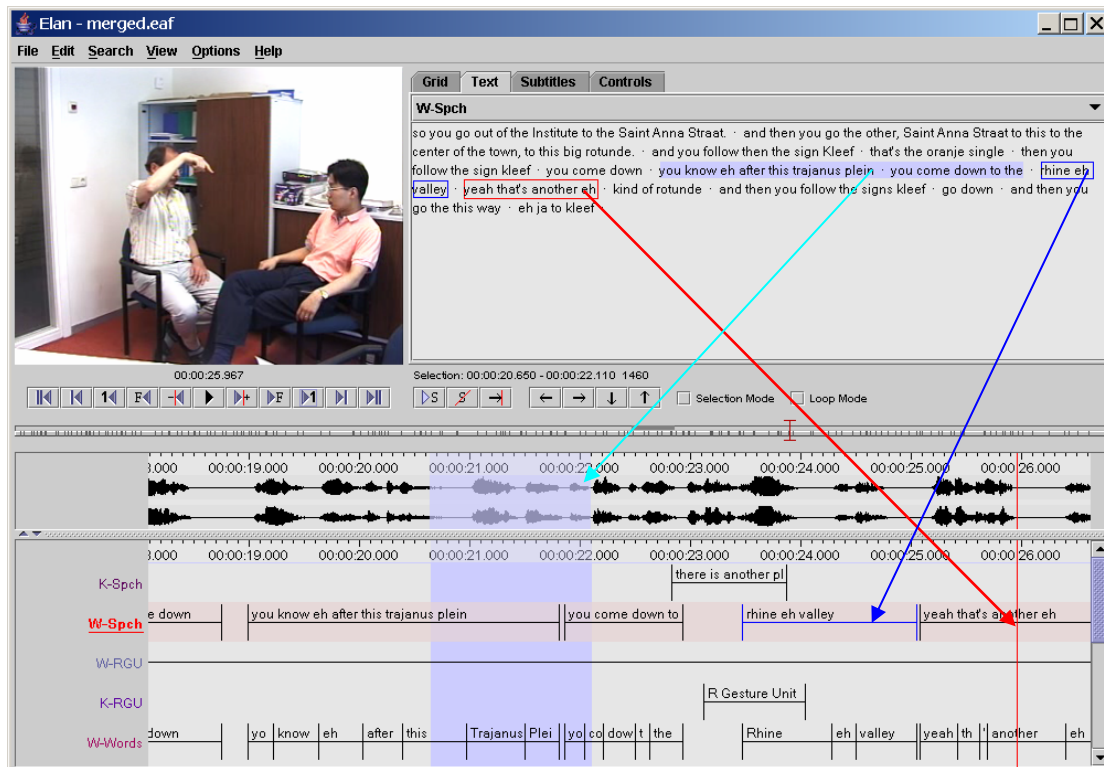 Elan - merged.eaf
File Edit Search View Options Help
Grid Text Subtitles Controls
W-Spch
so you go out of the Institute to the Saint Anna Straat. · and then you go the other, Saint Anna Straat to this to the
center of the town, to this big rotunde. · and you follow then the sign Kleef · that's the oranje single · then you
follow the sign kleef · you come down · you know eh after this trajanus plein · you come down to the · rhine eh
valley · yeah that's another eh · kind of rotunde · and then you follow the signs kleef · go down · and then you
go the this way · eh ja to kleef ·
00:00:25.967
Selection: 00:00:20.650 - 00:00:22.110 1460
1 F F 1 S S Selection Mode Loop Mode
3.000 00:00:19.000 00:00:20.000 00:00:21.000 00:00:22.000 00:00:23.000 00:00:24.000 00:00:25.000 00:00:26.000
3.000 00:00:19.000 00:00:20.000 00:00:21.000 00:00:22.000 00:00:23.000 00:00:24.000 00:00:25.000 00:00:26.000
K-Spch there is another pl
W-Spch e down you know eh after this trajanus plein you come down to rhine eh valley yeah that's another eh
W-RGU
K-RGU R Gesture Unit
W-Words down yo know eh after this Trajanus Plei yo co dow t the Rhine eh valley yeah th ' another eh